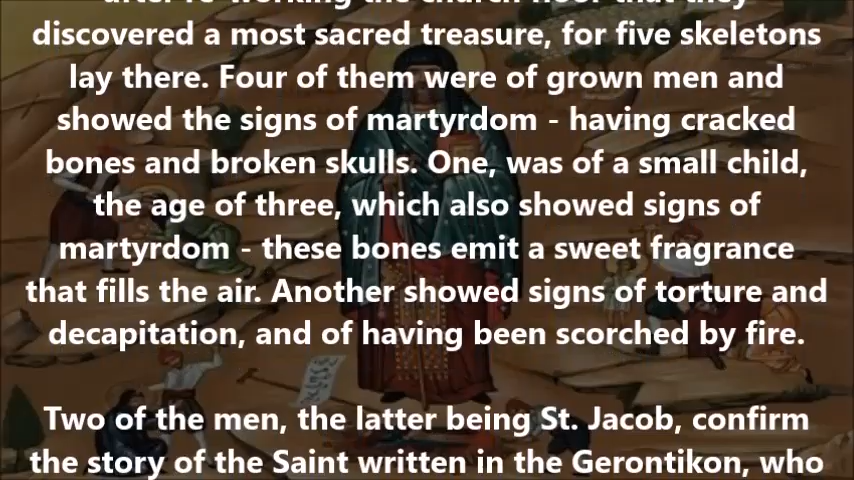 after re-working the church floor that they
discovered a most sacred treasure, for five skeletons
lay there. Four of them were of grown men and
showed the signs of martyrdom - having cracked
bones and broken skulls. One, was of a small child,
the age of three, which also showed signs of
martyrdom - these bones emit a sweet fragrance
that fills the air. Another showed signs of torture and
decapitation, and of having been scorched by fire.
Two of the men, the latter being St. Jacob, confirm
the story of the Saint written in the Gerontikon, who